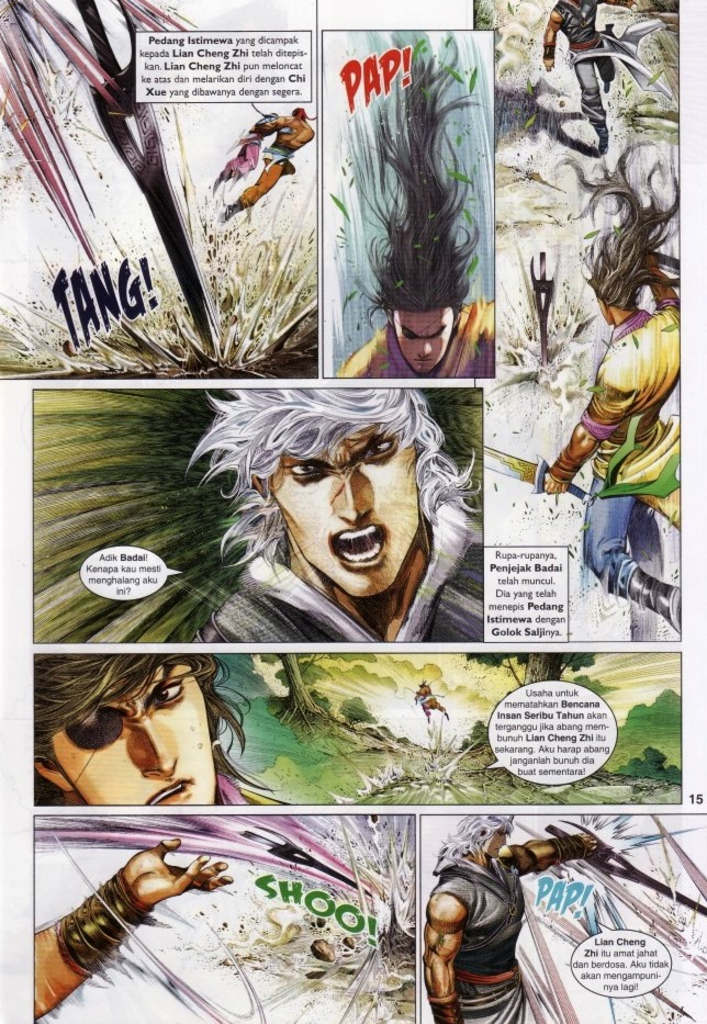 Pedang Istimewa yang dicampak
kepada Lian Cheng Zhi telah ditepis-
kan. Lian Cheng Zhi pun meloncat
ke atas dan melarikan diri dengan Chi
Xue yang dibawanya dengan segera.
TANG!
PAP!
Adik Badai!
Kenapa kau mesti
menghalang aku
ini?
Rupa-rupanya,
Penjejak Badai
telah muncul.
Dia yang telah
menepis Pedang
Istimewa dengan
Golok Saljinya.
Usaha untuk
mematahkan Bencana
Insan Seribu Tahun akan
terganggu jika abang mem-
bunuh Lian Cheng Zhi itu
sekarang. Aku harap abang
janganlah bunuh dia
buat sementara!
15
SHOOO!
PAP!
Lian Cheng
Zhi itu amat jahat
dan berdosa. Aku tidak
akan mengampuni-
nya lagi!